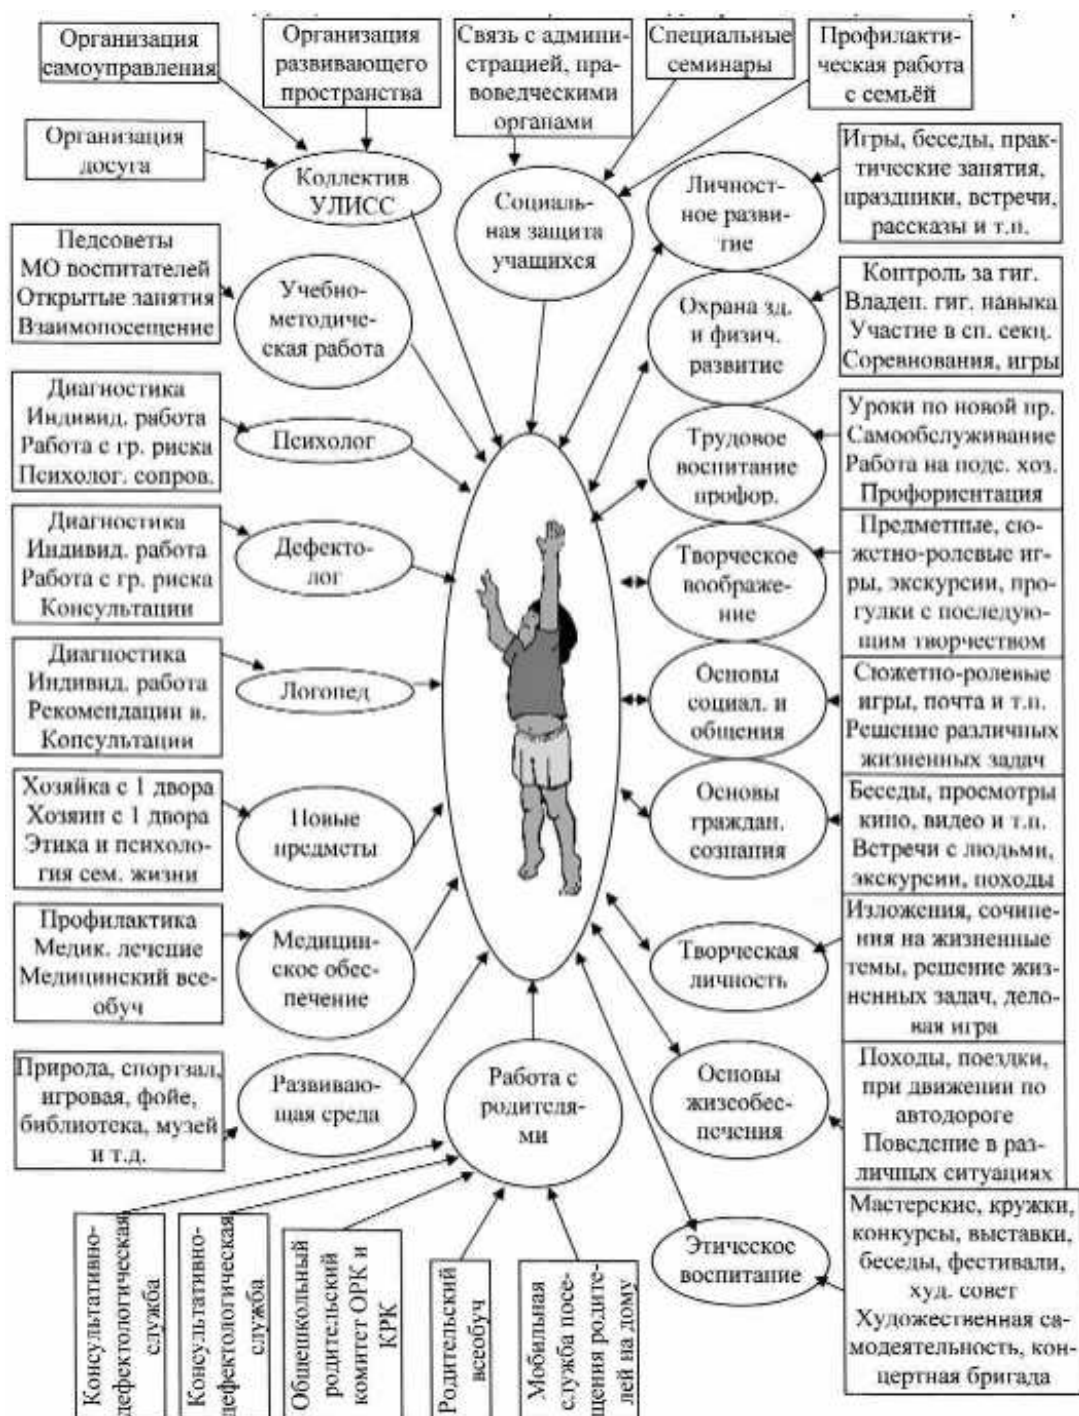 Организация
самоуправления
Организация
развивающего
пространства
Связь с админи-
страцией, пра-
воведческими
органами
Специальные
семинары
Профилакти-
ческая работа
с семьёй
Организация
досуга
Коллектив
УЛИСС
Социаль-
ная защита
учащихся
Личност-
ное разви-
тие
Игры, беседы, прак-
тические занятия,
праздники, встречи,
рассказы и т.п.
Педсоветы
МО воспитателей
Открытые занятия
Взаимопосещение
Учебно-
методиче-
ская работа
Охрана зд.
и физич.
развитие
Контроль за гиг.
Владен. гиг. навыка
Участие в сп. секц.
Соревнования, игры
Диагностика
Индивид. работа
Работа с гр. риска
Психолог. сопров.
Психолог
Трудовое
воспитание
профор.
Уроки по новой пр.
Самообслуживание
Работа на подс. хоз.
Профориентация
Диагностика
Индивид. работа
Работа с гр. риска
Консультации
Дефекто-
лог
Творческое
воображе-
ние
Предметные, сю-
жетно-ролевые иг-
ры, экскурсии, про-
гулки с последую-
щим творчеством
Диагностика
Индивид. работа
Рекомендации в.
Консультации
Логопед
Основы
социал. и
общения
Сюжетно-ролевые
игры, почта и т.п.
Решение различных
жизненных задач
Хозяйка с 1 двора
Хозяин с 1 двора
Этика и психоло-
гия сем. жизни
Новые
предметы
Основы
граждан.
сознания
Беседы, просмотры
кино, видео и т.п.
Встречи с людьми,
экскурсии, походы
Профилактика
Медик. лечение
Медицинский все-
обуч
Медицин-
ское обес-
печение
Творческая
личность
Изложения, сочине-
ния на жизненные
темы, решение жиз-
ненных задач, дело-
вая игра
Природа, спортзал,
игровая, фойе,
библиотека, музей
и т.д.
Развиваю-
щая среда
Работа с
родителя-
ми
Основы
жизеобес-
печения
Походы, поездки,
при движении по
автодороге
Поведение в раз-
личных ситуациях
Консультативно-
дефектологическая
служба
Консультативно-
дефектологическая
служба
Общешкольный
родительский
комитет ОРК и
КРК
Родительский
всеобуч
Мобильная
служба посе-
щения родите-
лей на дому
Этическое
воспитание
Мастерские, кружки,
конкурсы, выставки,
беседы, фестивали,
худ. совет
Художественная са-
модеятельность, кон-
цертная бригада